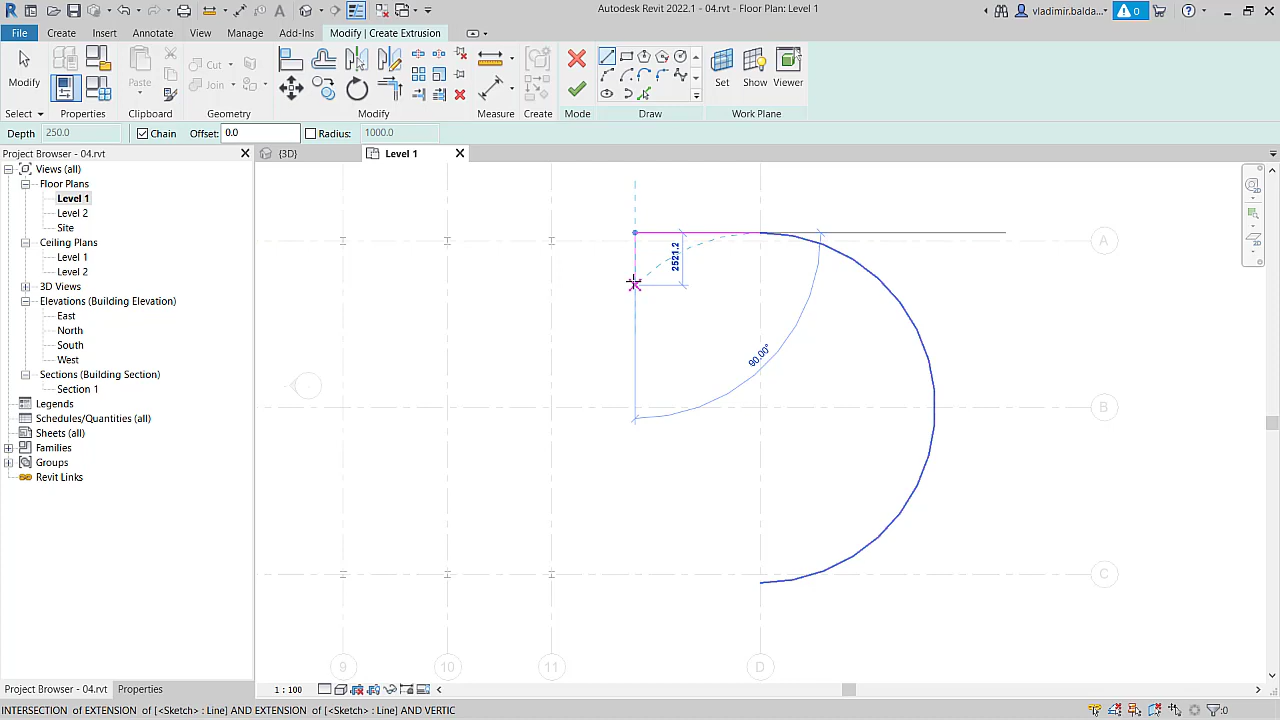 Autodesk Revit 2022.1 - 04.rvt - Floor Plan: Level 1
vladimir.balda...
0
File
Create
Insert
Annotate
View
Manage
Add-Ins
Modify | Create Extrusion
Modify
Paste
Cut
Join
Set
Show
Viewer
Select
Properties
Clipboard
Geometry
Modify
Measure
Create
Mode
Draw
Work Plane
Depth
250.0
Chain
Offset:
0.0
Radius:
1000.0
Project Browser - 04.rvt
{3D}
Level 1
Views (all)
Floor Plans
Level 1
Level 2
Site
Ceiling Plans
Level 1
Level 2
3D Views
Elevations (Building Elevation)
East
North
South
West
Sections (Building Section)
Section 1
Legends
Schedules/Quantities (all)
Sheets (all)
Families
Groups
Revit Links
2521.2
90.00°
A
B
C
9
10
11
D
Project Browser - 04.rvt
Properties
1 : 100
INTERSECTION of EXTENSION of [<Sketch> : Line] AND EXTENSION of [<Sketch> : Line] AND VERTIC
:0